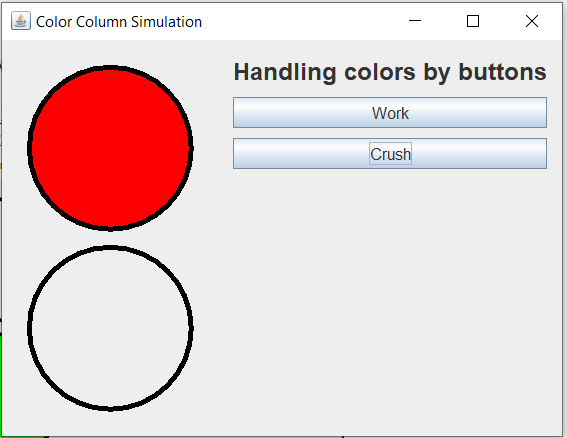 Color Column Simulation
Handling colors by buttons
Work
Crush